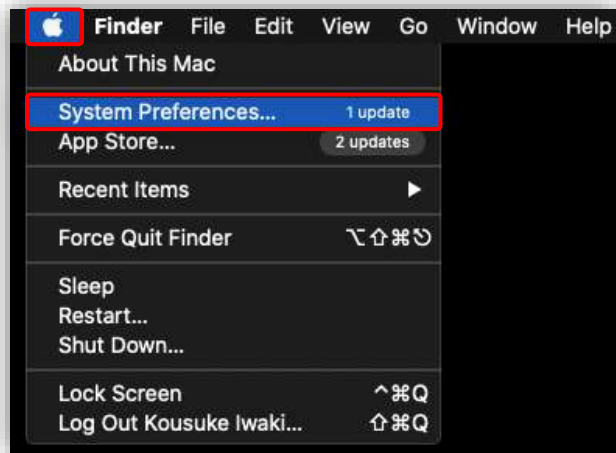 Finder File Edit View Go Window Help
About This Mac
System Preferences... 1 update
App Store... 2 updates
Recent Items ▶
Force Quit Finder ⌥⇧⌘⎋
Sleep
Restart...
Shut Down...
Lock Screen ^⌘Q
Log Out Kousuke Iwaki... ⇧⌘Q